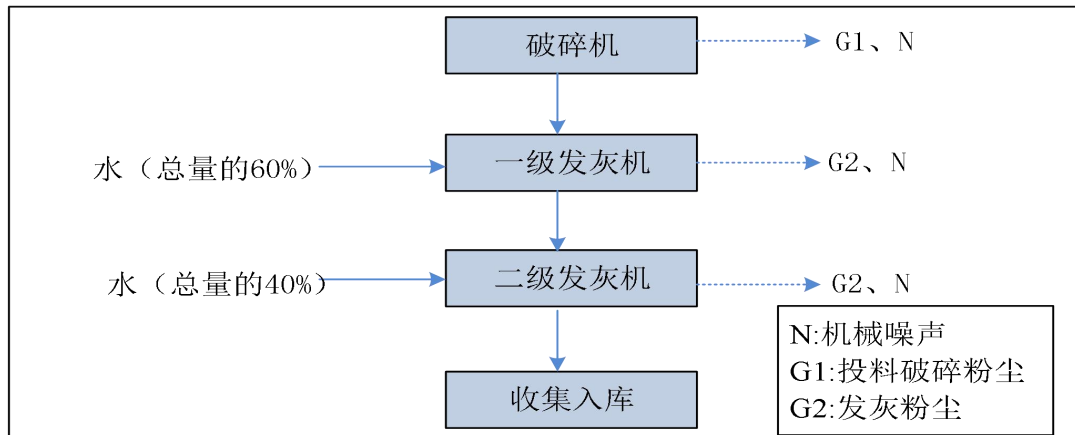 破碎机
G1、N
水（总量的60%）
一级发灰机
G2、N
水（总量的40%）
二级发灰机
G2、N
收集入库
N:机械噪声
G1:投料破碎粉尘
G2:发灰粉尘